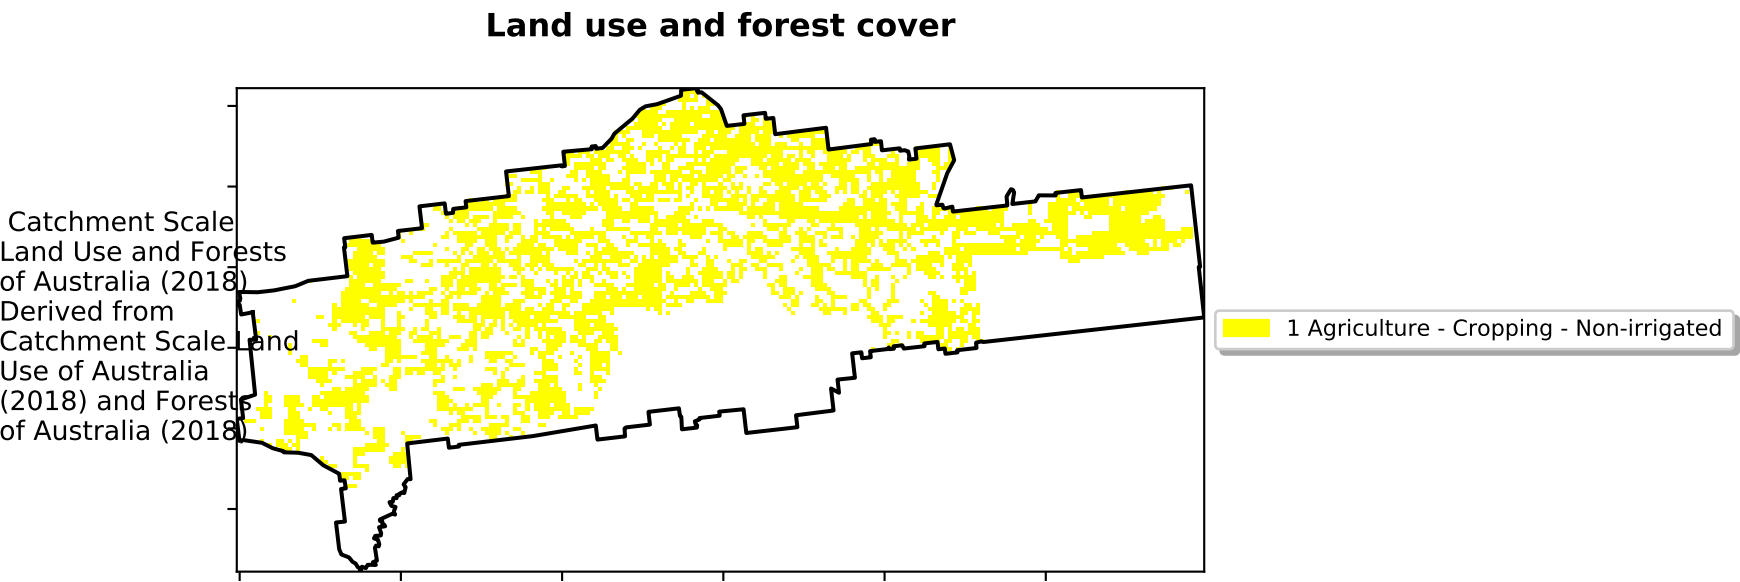 Land use and forest cover
Catchment Scale
Land Use and Forests
of Australia (2018)
Derived from
Catchment Scale Land
Use of Australia
(2018) and Forests
of Australia (2018)
1 Agriculture - Cropping - Non-irrigated